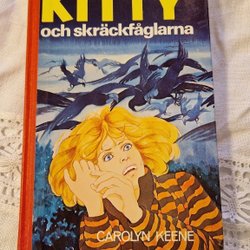 KITTY
och skräckfåglarna
CAROLYN KEENE